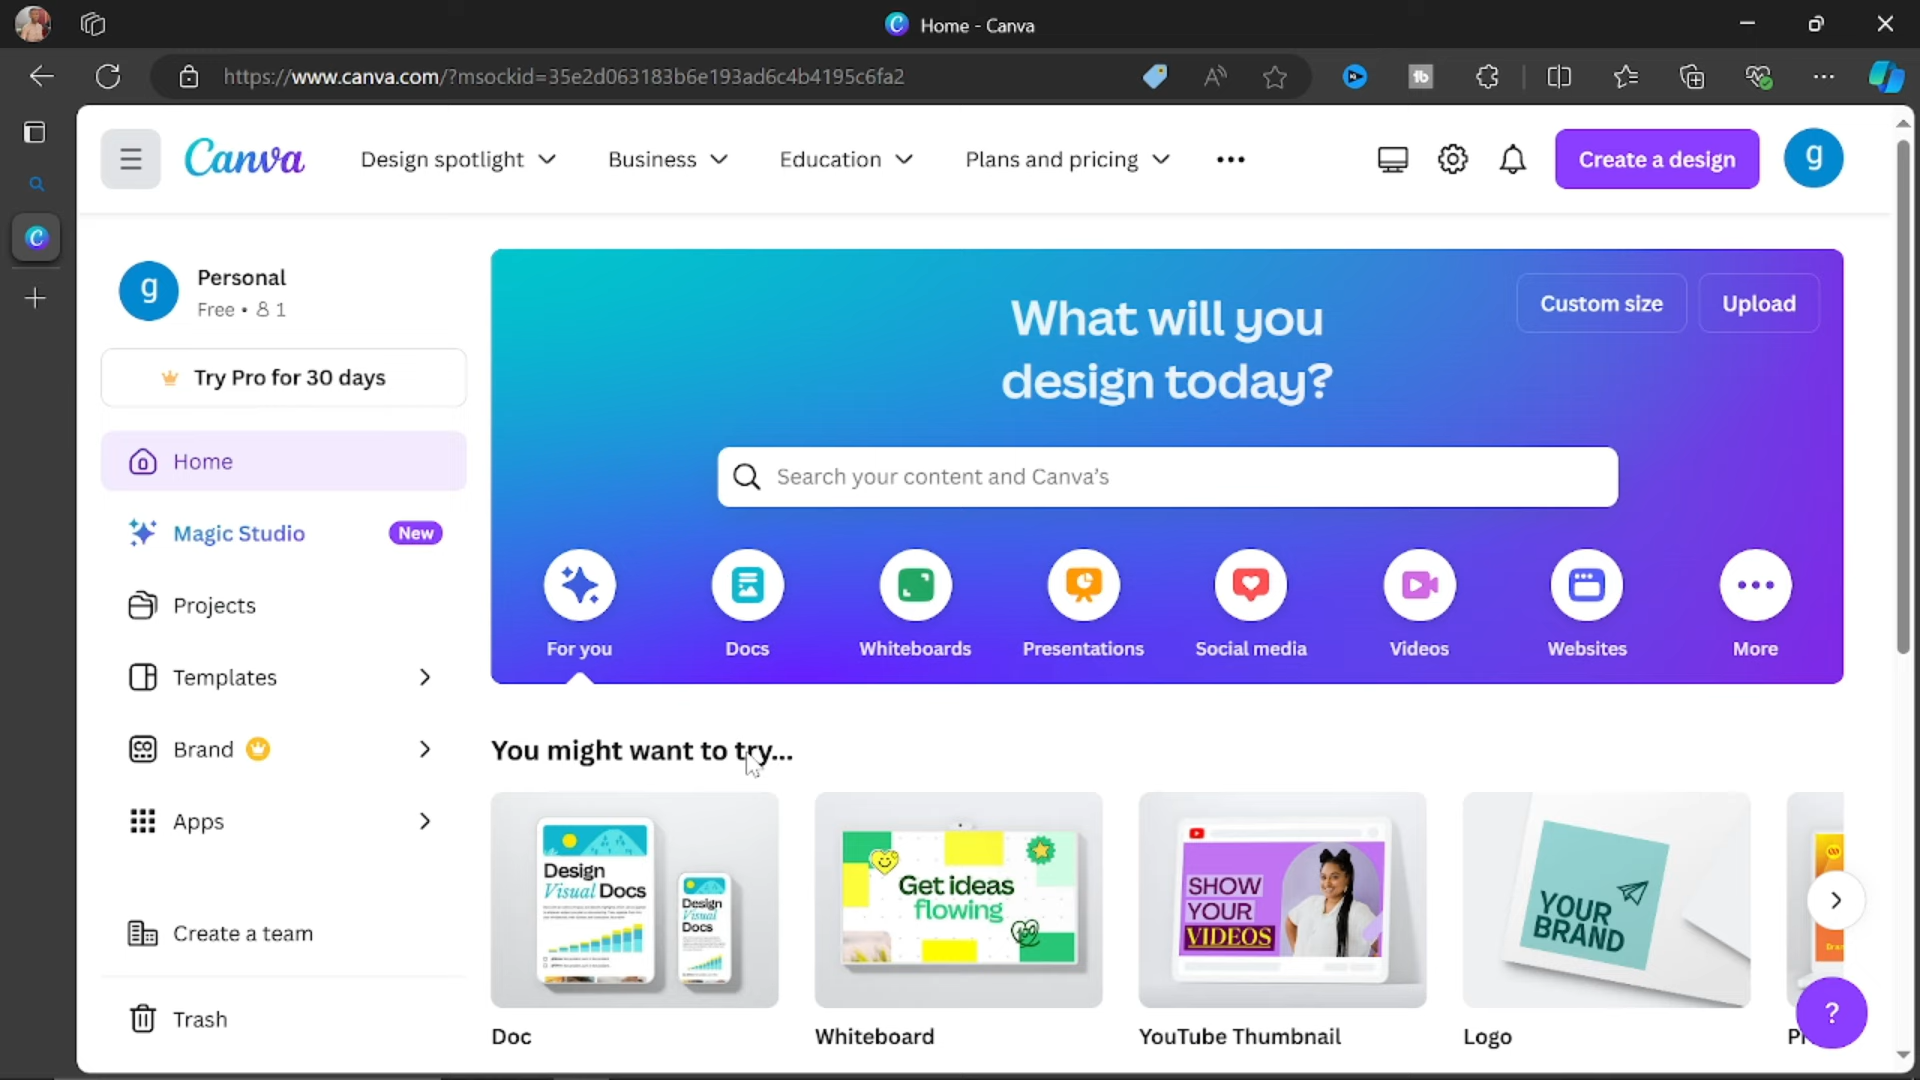 Home - Canva
https://www.canva.com/?msockid=35e2d063183b6e193ad6c4b4195c6fa2
Canva
Design spotlight
Business
Education
Plans and pricing
Create a design
g
g
Personal
Free • 1
Try Pro for 30 days
Home
Magic Studio
New
Projects
Templates
Brand
Apps
Create a team
Trash
What will you
design today?
Custom size
Upload
Search your content and Canva's
For you
Docs
Whiteboards
Presentations
Social media
Videos
Websites
More
You might want to try...
Design
Visual Docs
Design
Visual
Docs
Get ideas
flowing
SHOW
YOUR
VIDEOS
YOUR
BRAND
Doc
Whiteboard
YouTube Thumbnail
Logo
?